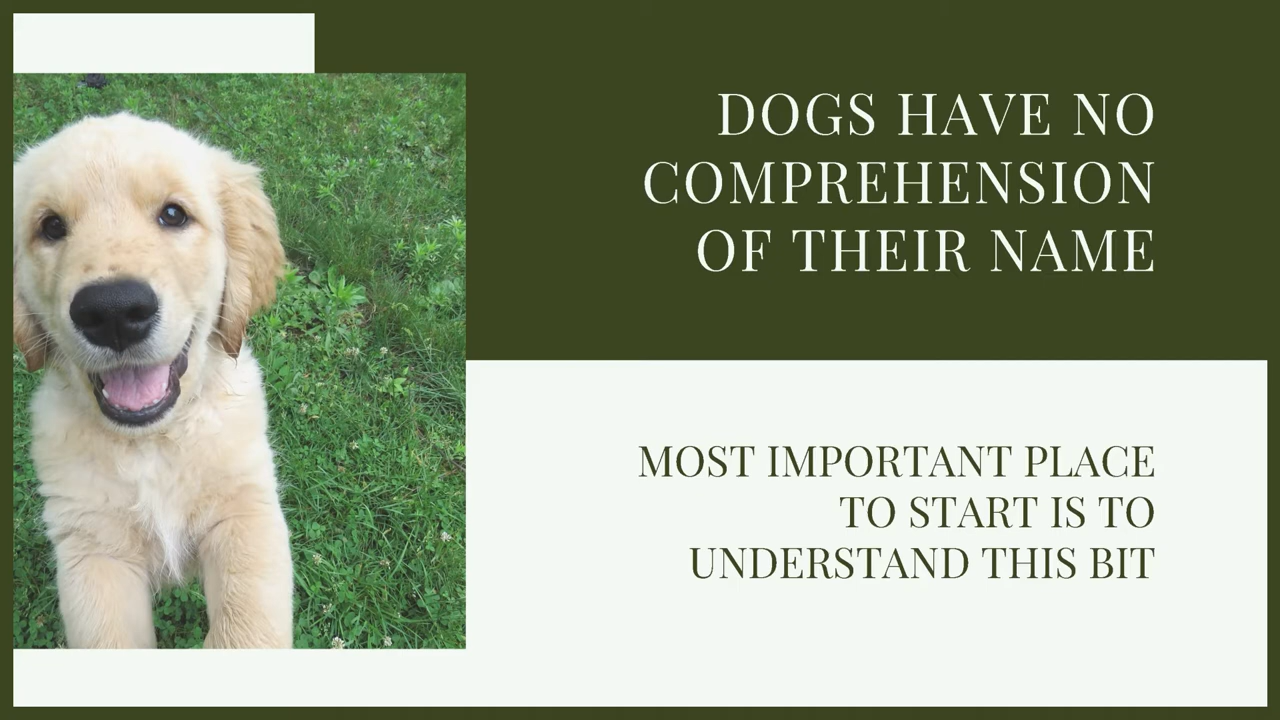 DOGS HAVE NO
COMPREHENSION
OF THEIR NAME
MOST IMPORTANT PLACE
TO START IS TO
UNDERSTAND THIS BIT